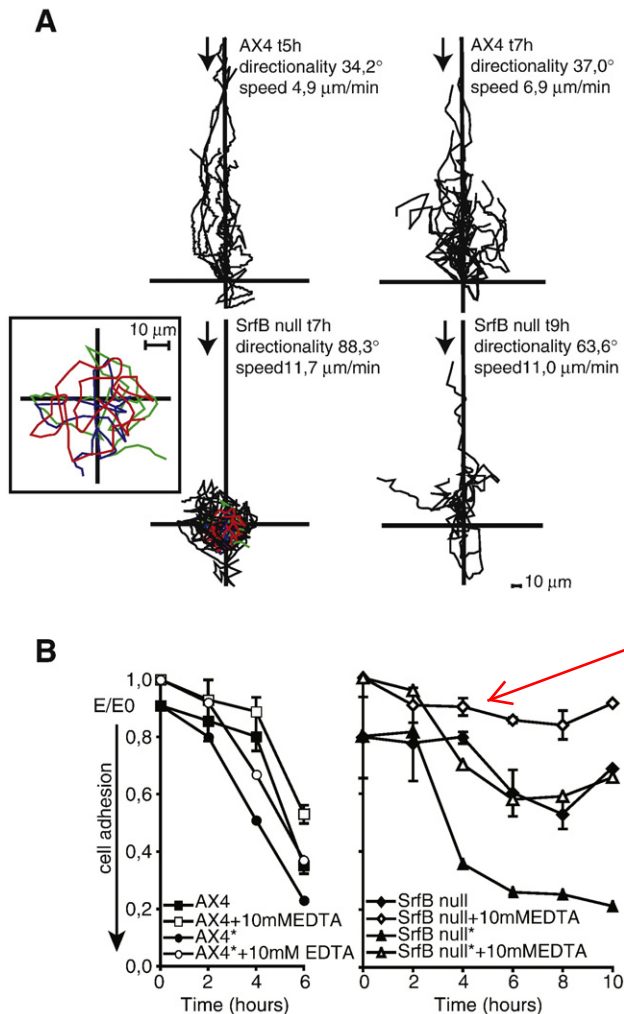 A
AX4 t5h
directionality 34,2°
speed 4,9 μm/min
AX4 t7h
directionality 37,0°
speed 6,9 μm/min
10 μm
SrfB null t7h
directionality 88,3°
speed11,7 μm/min
SrfB null t9h
directionality 63,6°
speed11,0 μm/min
10 μm
B
1,0
E/E0
0,8
0,6
0,4
0,2
0,0
cell adhesion
AX4
AX4+10mMEDTA
AX4*
AX4*+10mM EDTA
0 2 4 6
Time (hours)
SrfB null
SrfB null+10mMEDTA
SrfB null*
SrfB null*+10mMEDTA
0 2 4 6 8 10
Time (hours)